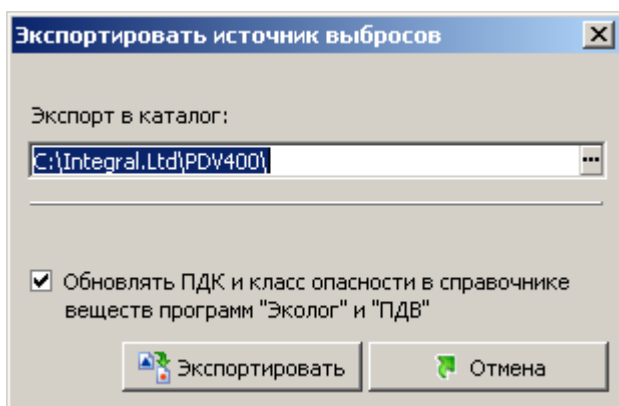 Экспортировать источник выбросов
Экспорт в каталог:
C:\Integral.Ltd\PDV400\
...
Обновлять ПДК и класс опасности в справочнике
веществ программ "Эколог" и "ПДВ"
Экспортировать
Отмена